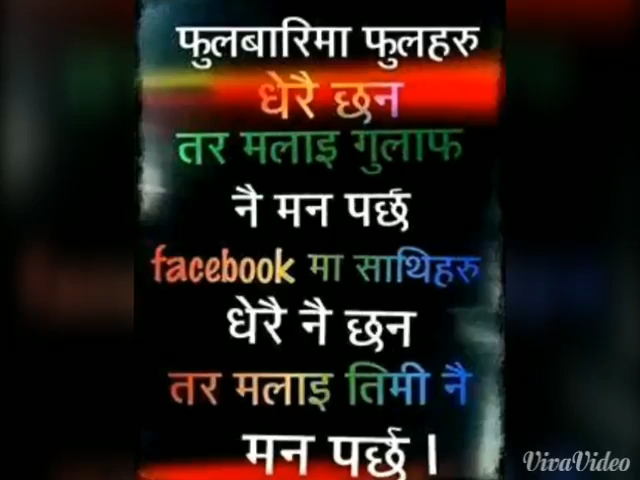 फुलबारिमा फुलहरु
धेरै छन
तर मलाइ गुलाफ
नै मन पर्छ
facebook मा साथिहरु
धेरै नै छन
तर मलाइ तिमी नै
मन पर्छ ।
VivaVideo